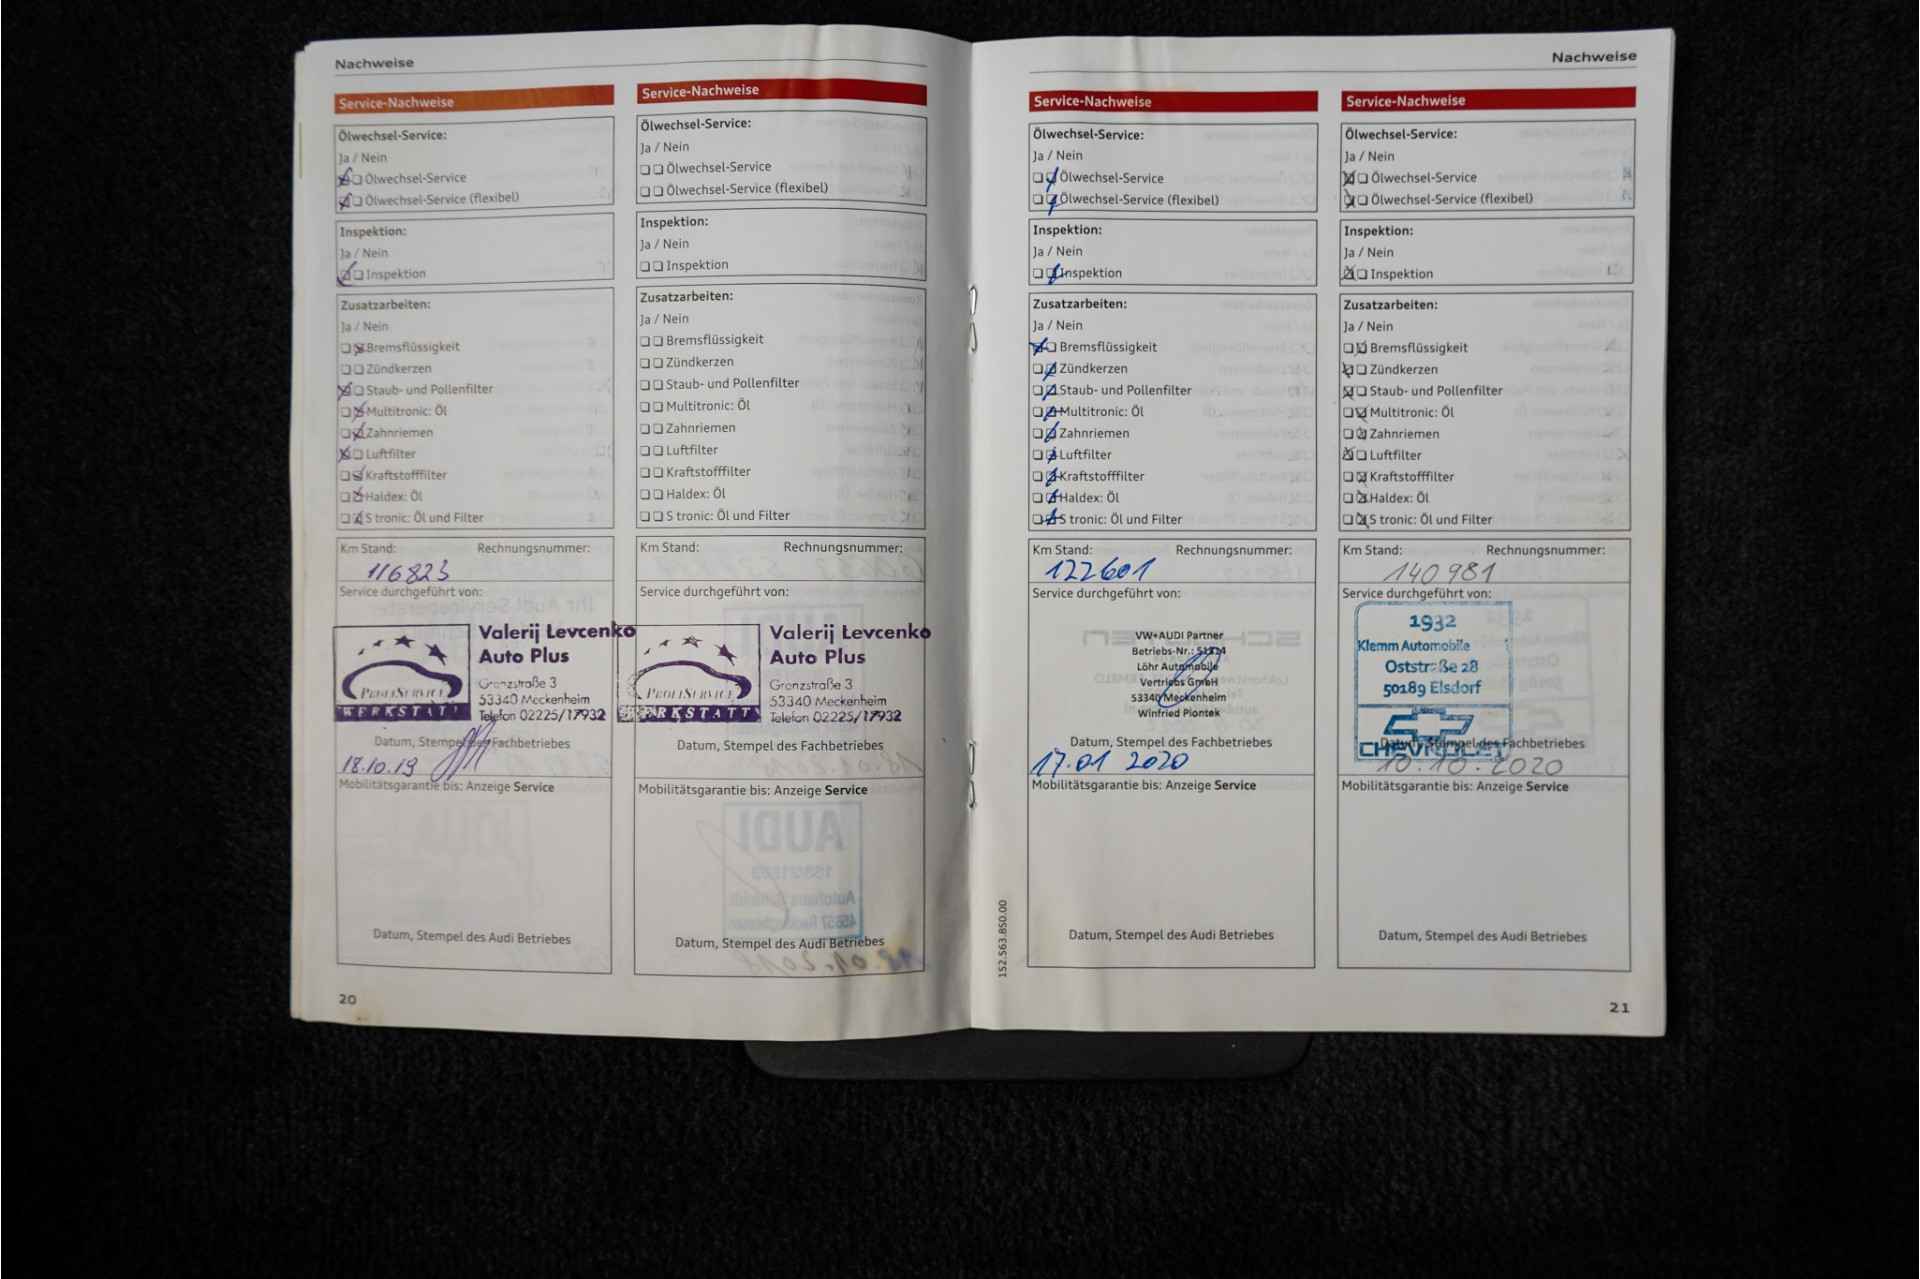 Nachweise
Service-Nachweise
Ölwechsel-Service:
Ja / Nein
Ölwechsel-Service
Ölwechsel-Service (flexibel)
Inspektion:
Ja / Nein
Inspektion
Zusatzarbeiten:
Ja / Nein
Bremsflüssigkeit
Zündkerzen
Staub- und Pollenfilter
Multitronic: Öl
Zahnriemen
Luftfilter
Kraftstofffilter
Haldex: Öl
S tronic: Öl und Filter
Km Stand: Rechnungsnummer:
116823
Service durchgeführt von:
Valerij Levcenko
Auto Plus
PROFISERVICE
WERKSTATT
Grenzstraße 3
53340 Meckenheim
Telefon 02225/17932
Datum, Stempel des Fachbetriebes
18.10.19
Mobilitätsgarantie bis: Anzeige Service
Datum, Stempel des Audi Betriebes
20
Service-Nachweise
Ölwechsel-Service:
Ja / Nein
Ölwechsel-Service
Ölwechsel-Service (flexibel)
Inspektion:
Ja / Nein
Inspektion
Zusatzarbeiten:
Ja / Nein
Bremsflüssigkeit
Zündkerzen
Staub- und Pollenfilter
Multitronic: Öl
Zahnriemen
Luftfilter
Kraftstofffilter
Haldex: Öl
S tronic: Öl und Filter
Km Stand: Rechnungsnummer:
Service durchgeführt von:
Valerij Levcenko
Auto Plus
PROFISERVICE
WERKSTATT
Grenzstraße 3
53340 Meckenheim
Telefon 02225/17932
Datum, Stempel des Fachbetriebes
Mobilitätsgarantie bis: Anzeige Service
Datum, Stempel des Audi Betriebes
Nachweise
Service-Nachweise
Ölwechsel-Service:
Ja / Nein
Ölwechsel-Service
Ölwechsel-Service (flexibel)
Inspektion:
Ja / Nein
Inspektion
Zusatzarbeiten:
Ja / Nein
Bremsflüssigkeit
Zündkerzen
Staub- und Pollenfilter
Multitronic: Öl
Zahnriemen
Luftfilter
Kraftstofffilter
Haldex: Öl
S tronic: Öl und Filter
Km Stand: Rechnungsnummer:
122601
Service durchgeführt von:
VW+AUDI Partner
Betriebs-Nr.:
Löhr Automobile
Vertriebs GmbH
53340 Meckenheim
Winfried Piontek
Datum, Stempel des Fachbetriebes
17.01 2020
Mobilitätsgarantie bis: Anzeige Service
Datum, Stempel des Audi Betriebes
152.563.8S0.00
Service-Nachweise
Ölwechsel-Service:
Ja / Nein
Ölwechsel-Service
Ölwechsel-Service (flexibel)
Inspektion:
Ja / Nein
Inspektion
Zusatzarbeiten:
Ja / Nein
Bremsflüssigkeit
Zündkerzen
Staub- und Pollenfilter
Multitronic: Öl
Zahnriemen
Luftfilter
Kraftstofffilter
Haldex: Öl
S tronic: Öl und Filter
Km Stand: Rechnungsnummer:
140981
Service durchgeführt von:
1932
Klemm Automobile
Oststraße 28
50189 Elsdorf
CHEVROLET
Datum, Stempel des Fachbetriebes
10.10.2020
Mobilitätsgarantie bis: Anzeige Service
Datum, Stempel des Audi Betriebes
21